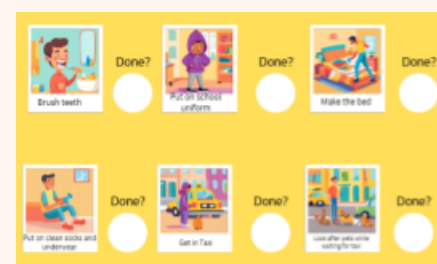 Done?
Done?
Done?
Brush teeth
Put on school
uniform
Make the bed
Done?
Done?
Done?
Put on clean socks and
underwear
Get in Taxi
Look after pets while
waiting for taxi